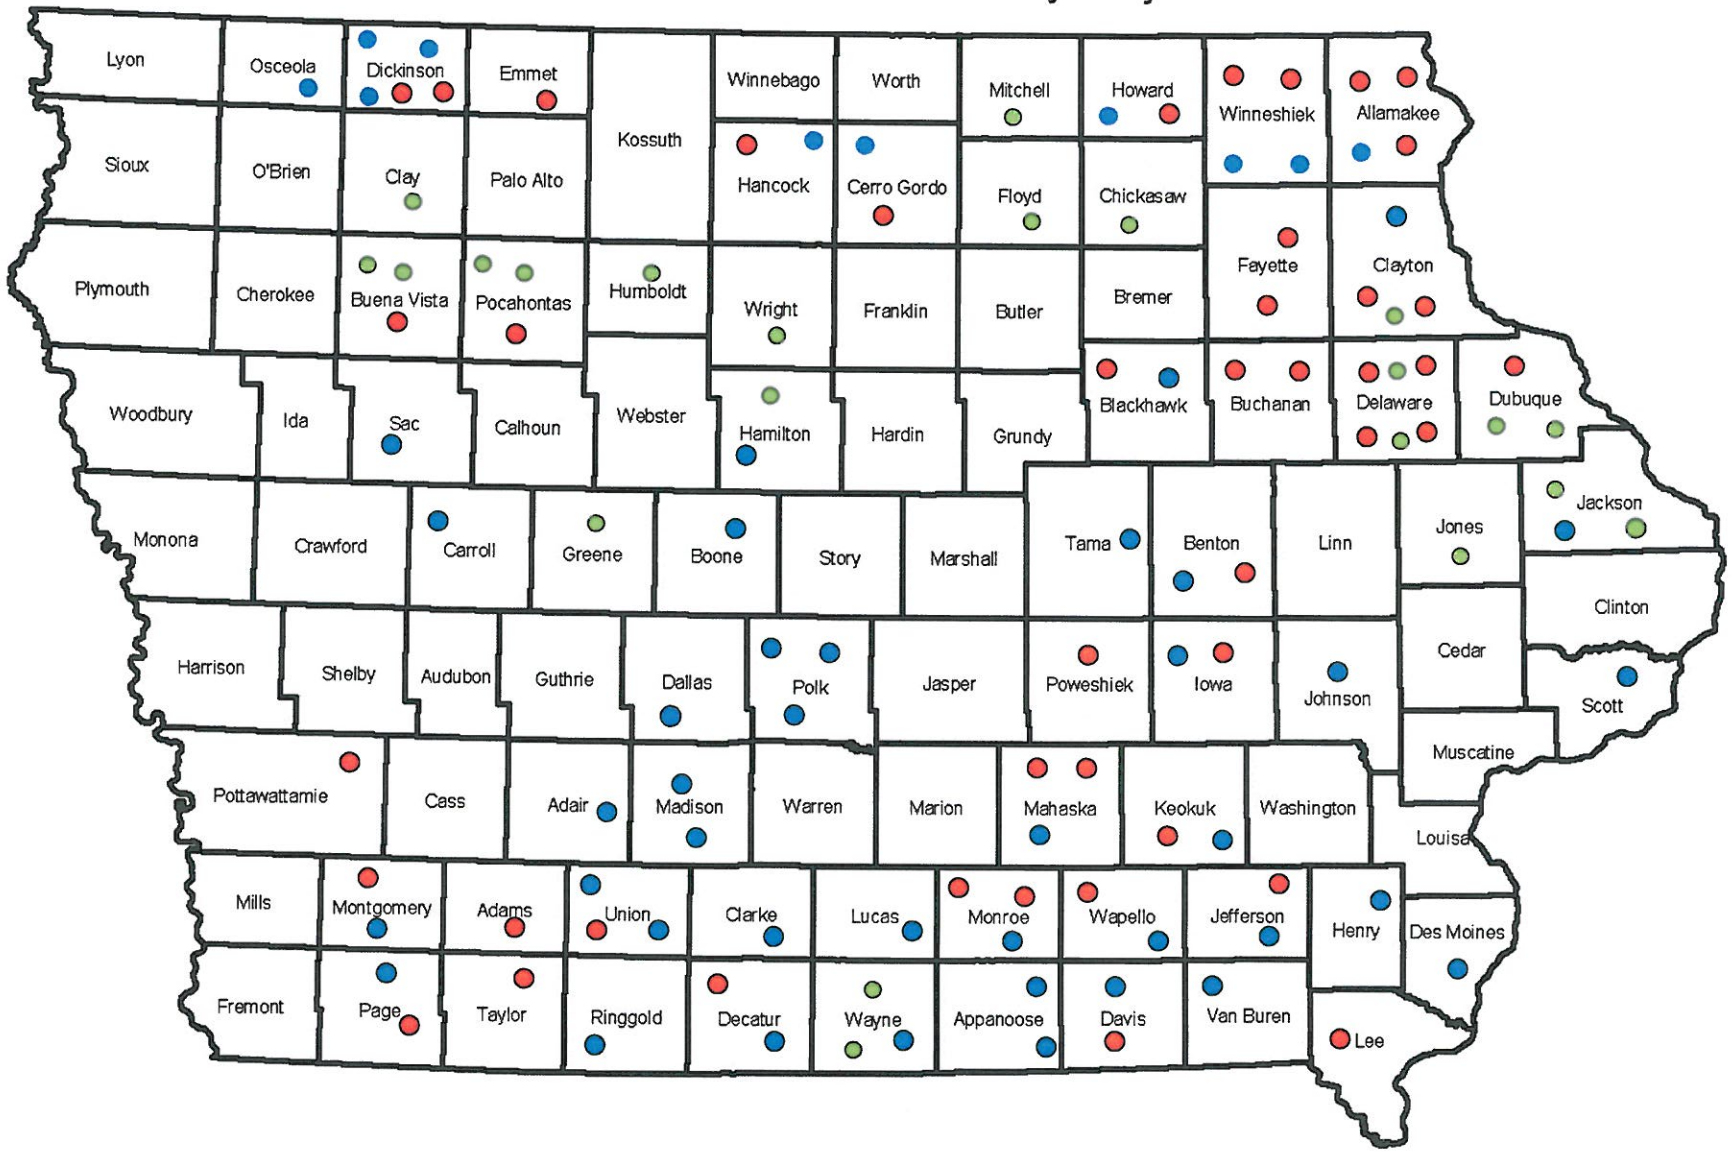 Lyon
Osceola
Dickinson
Emmet
Winnebago
Worth
Mitchell
Howard
Winneshiek
Allamakee
Kossuth
Sioux
O'Brien
Clay
Palo Alto
Hancock
Cerro Gordo
Floyd
Chickasaw
Fayette
Clayton
Plymouth
Cherokee
Buena Vista
Pocahontas
Humboldt
Wright
Franklin
Butler
Bremer
Woodbury
Ida
Sac
Calhoun
Webster
Hamilton
Hardin
Grundy
Blackhawk
Buchanan
Delaware
Dubuque
Monona
Crawford
Carroll
Greene
Boone
Story
Marshall
Tama
Benton
Linn
Jones
Jackson
Clinton
Harrison
Shelby
Audubon
Guthrie
Dallas
Polk
Jasper
Poweshiek
Iowa
Johnson
Cedar
Scott
Muscatine
Pottawattamie
Cass
Adair
Madison
Warren
Marion
Mahaska
Keokuk
Washington
Louisa
Mills
Montgomery
Adams
Union
Clarke
Lucas
Monroe
Wapello
Jefferson
Henry
Des Moines
Fremont
Page
Taylor
Ringgold
Decatur
Wayne
Appanoose
Davis
Van Buren
Lee